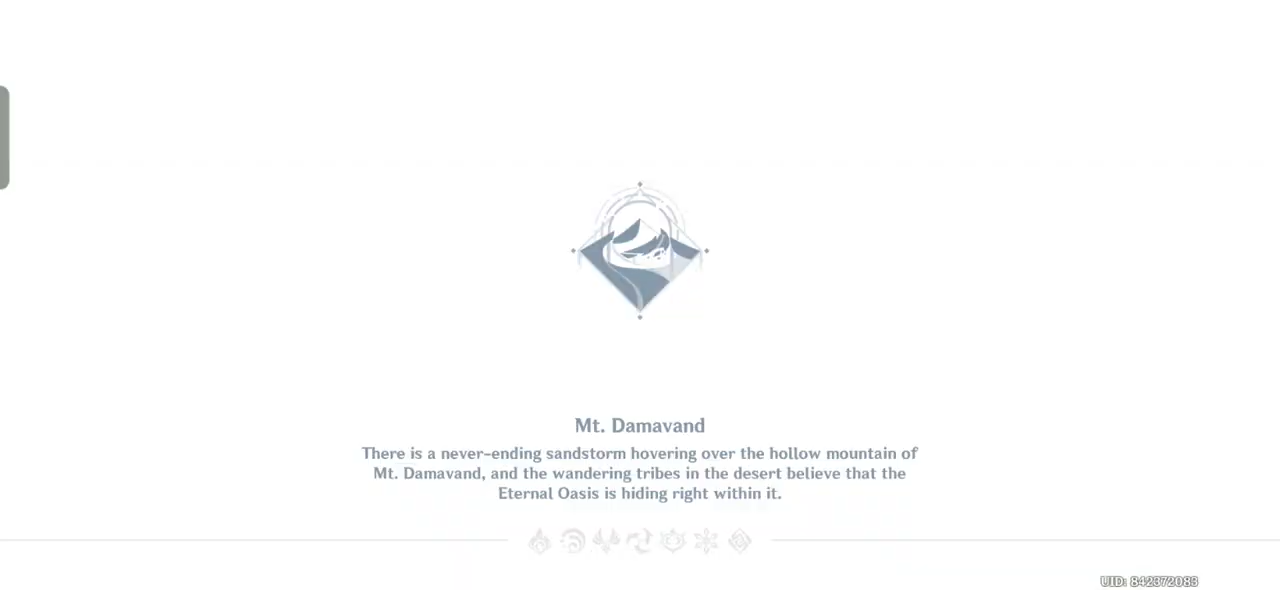 Mt. Damavand
There is a never-ending sandstorm hovering over the hollow mountain of
Mt. Damavand, and the wandering tribes in the desert believe that the
Eternal Oasis is hiding right within it.
UID: 842372083